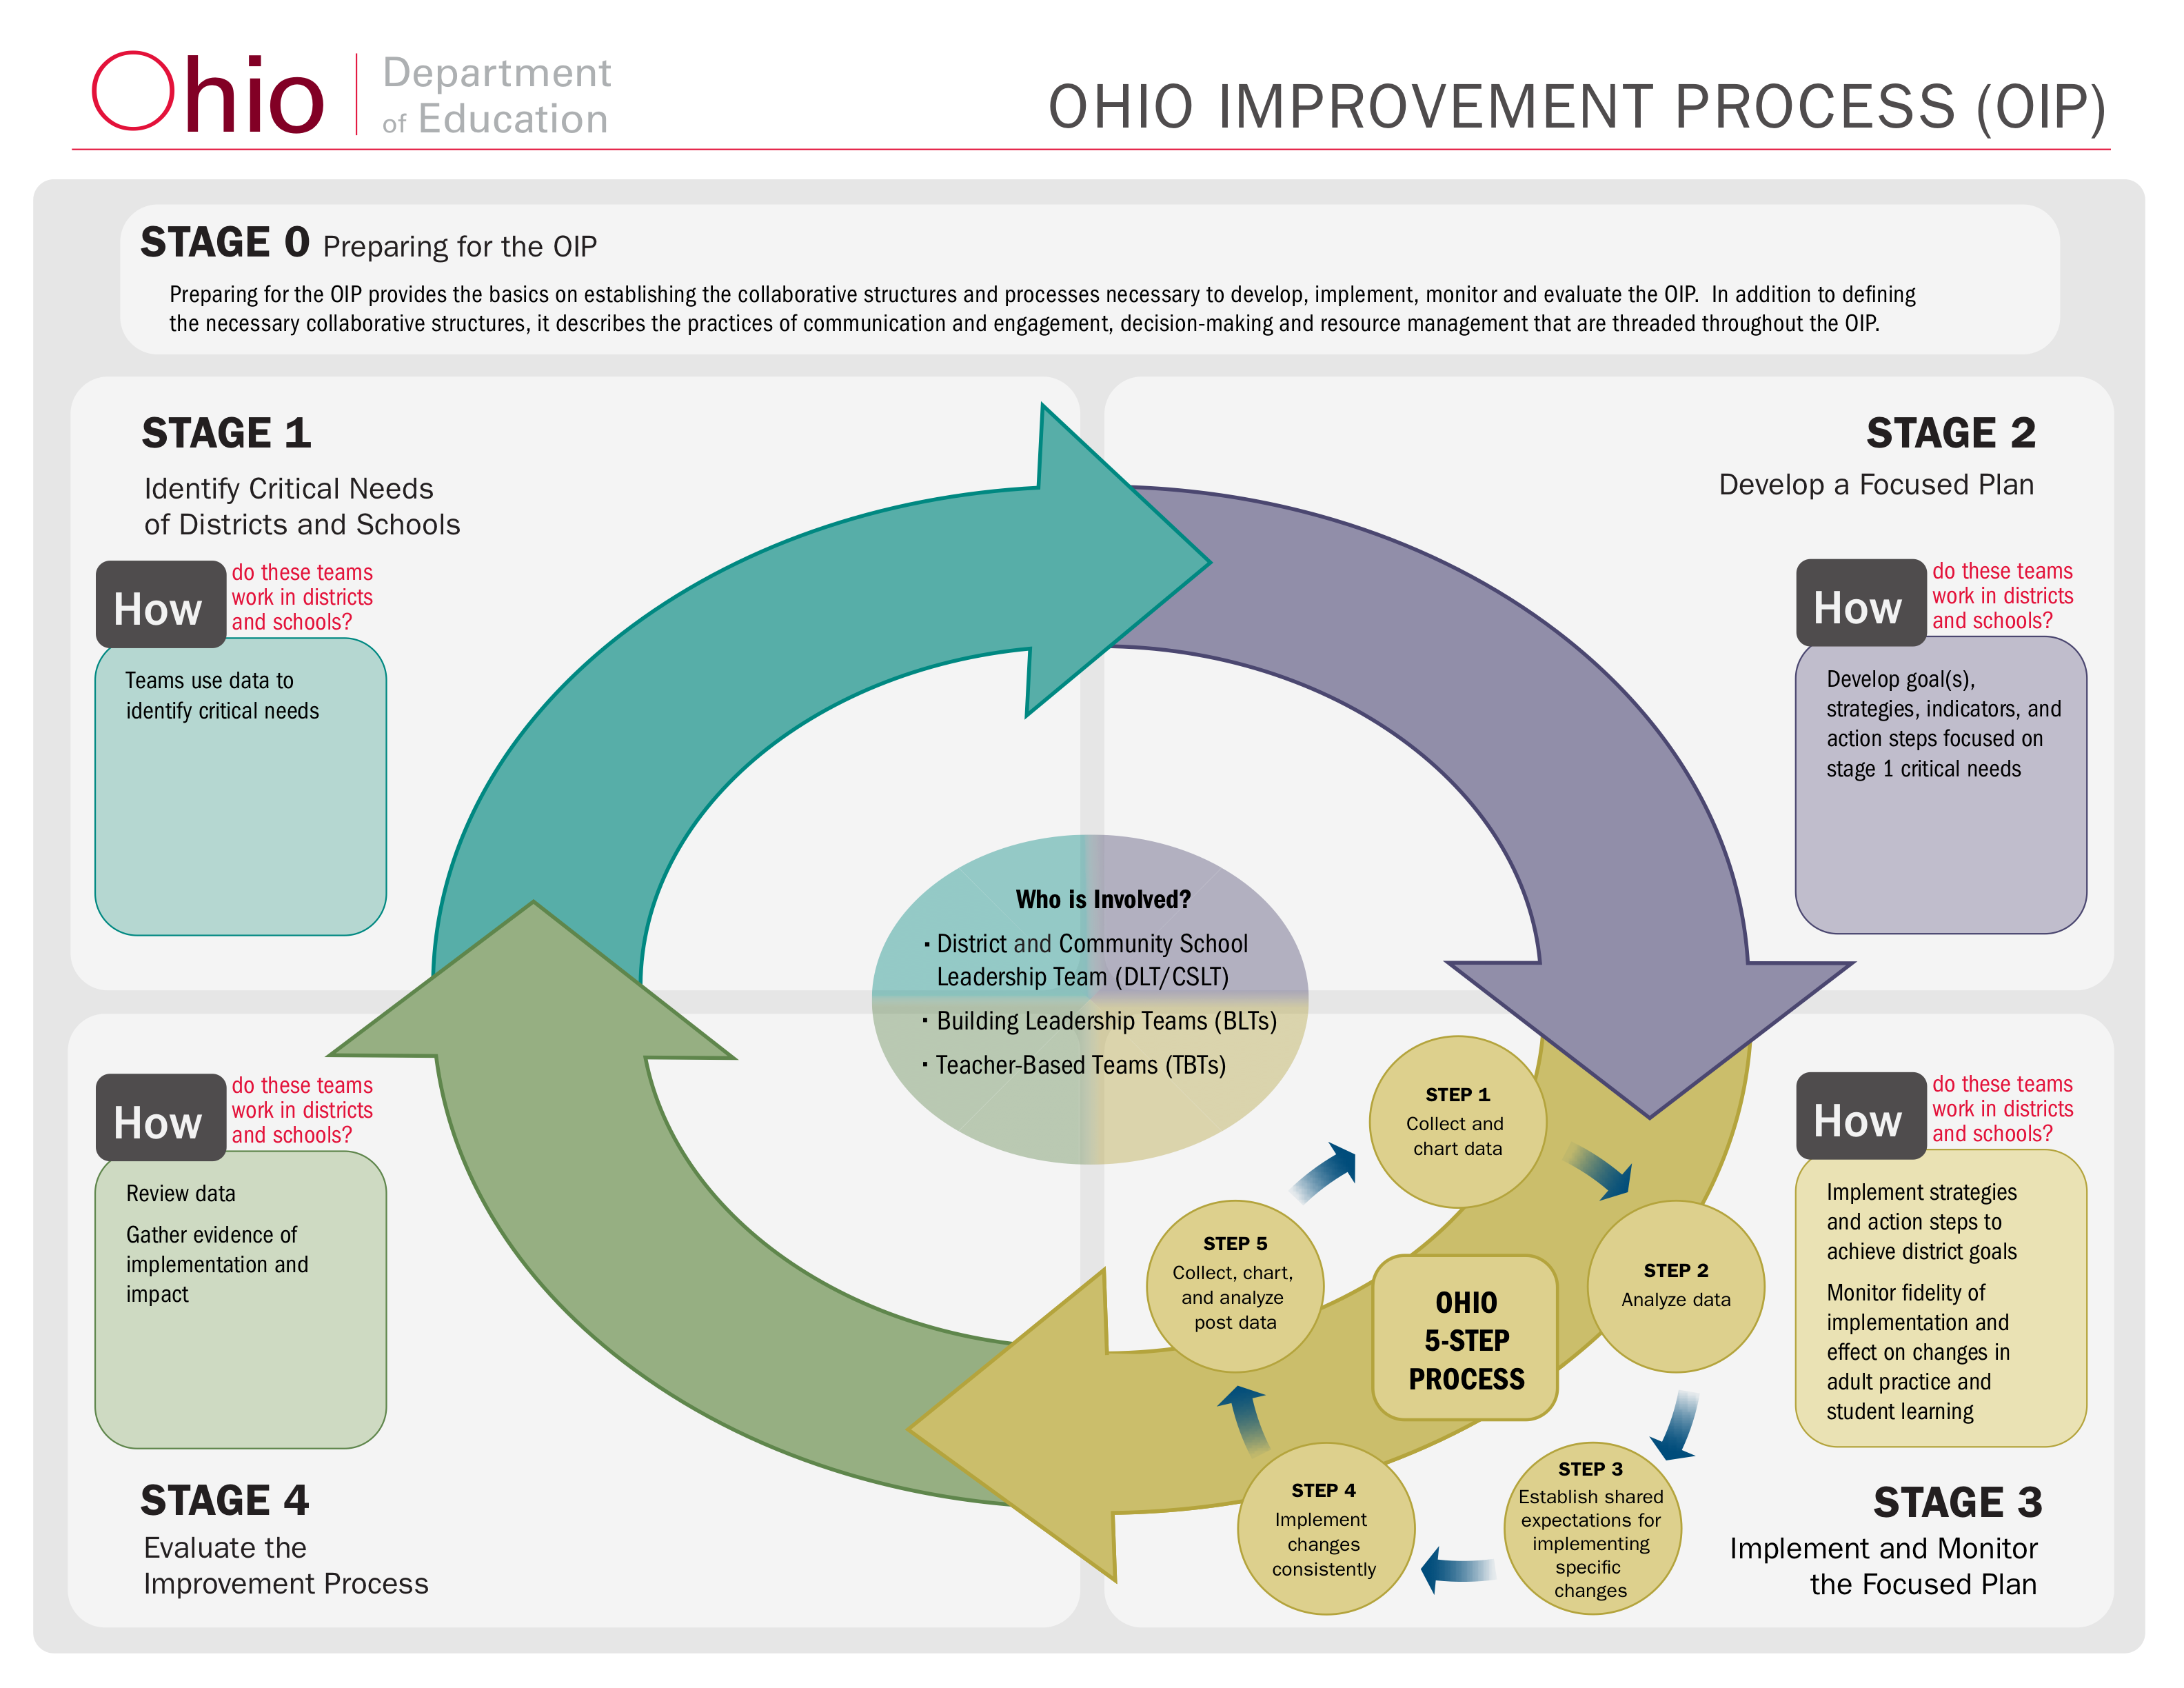 Ohio
Department
of Education
OHIO IMPROVEMENT PROCESS (OIP)
STAGE 0 Preparing for the OIP
Preparing for the OIP provides the basics on establishing the collaborative structures and processes necessary to develop, implement, monitor and evaluate the OIP. In addition to defining
the necessary collaborative structures, it describes the practices of communication and engagement, decision-making and resource management that are threaded throughout the OIP.
STAGE 1
Identify Critical Needs
of Districts and Schools
How
do these teams
work in districts
and schools?
Teams use data to
identify critical needs
STAGE 2
Develop a Focused Plan
How
do these teams
work in districts
and schools?
Develop goal(s),
strategies, indicators, and
action steps focused on
stage 1 critical needs
Who is Involved?
· District and Community School
Leadership Team (DLT/CSLT)
· Building Leadership Teams (BLTs)
· Teacher-Based Teams (TBTs)
How
do these teams
work in districts
and schools?
Review data
Gather evidence of
implementation and
impact
STAGE 4
Evaluate the
Improvement Process
STEP 1
Collect and
chart data
STEP 2
Analyze data
STEP 3
Establish shared
expectations for
implementing
specific
changes
STEP 4
Implement
changes
consistently
STEP 5
Collect, chart,
and analyze
post data
OHIO
5-STEP
PROCESS
How
do these teams
work in districts
and schools?
Implement strategies
and action steps to
achieve district goals
Monitor fidelity of
implementation and
effect on changes in
adult practice and
student learning
STAGE 3
Implement and Monitor
the Focused Plan